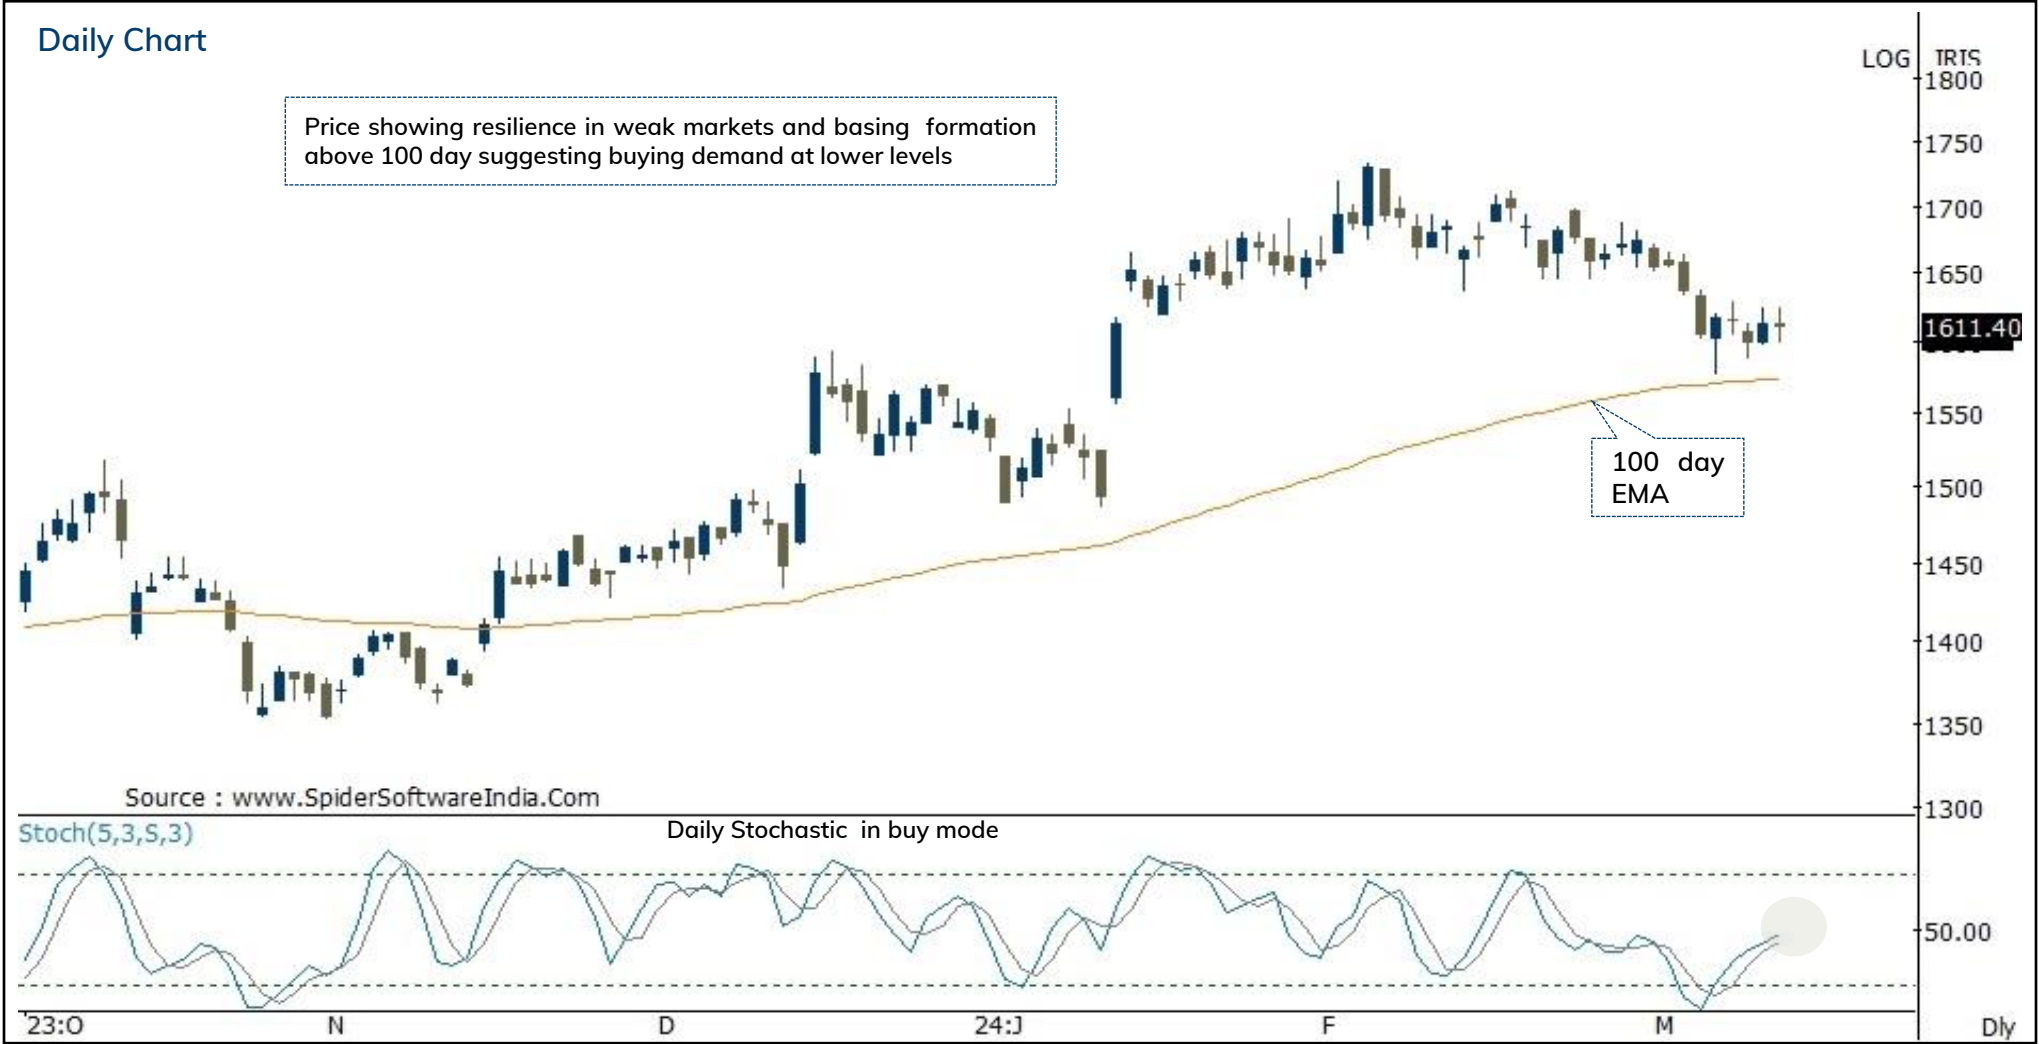 Daily Chart
LOG IRIS
1800
Price showing resilience in weak markets and basing formation
above 100 day suggesting buying demand at lower levels
1750
1700
1650
1611.40
1550
100 day
EMA
1500
1450
1400
1350
Source : www.SpiderSoftwareIndia.Com
1300
Stoch(5,3,S,3)
Daily Stochastic in buy mode
50.00
23:O N D 24:J F M Dly